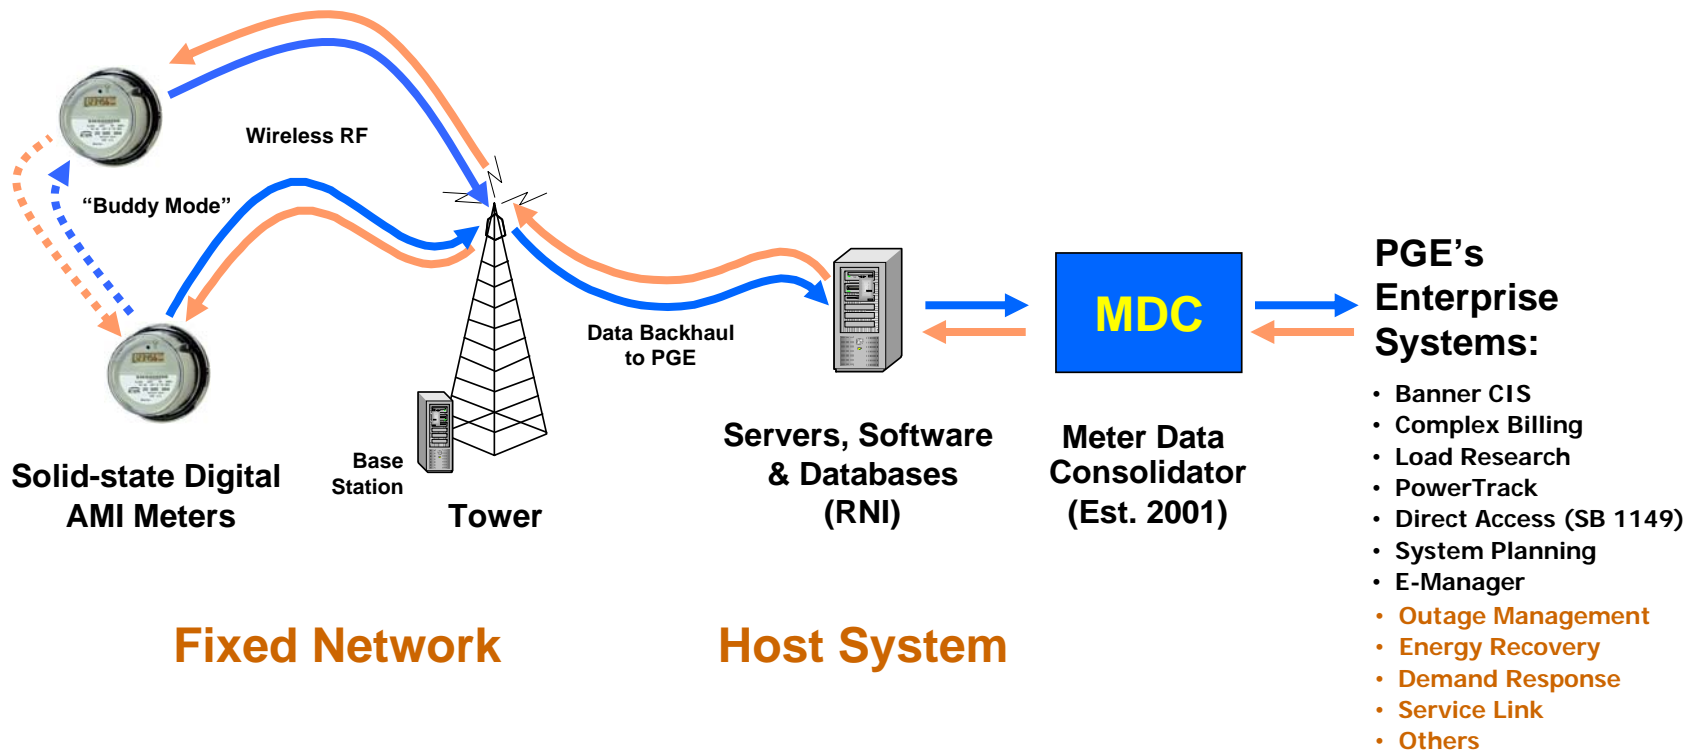 Wireless RF
“Buddy Mode”
Data Backhaul
to PGE
MDC
PGE’s
Enterprise
Systems:
• Banner CIS
• Complex Billing
• Load Research
• PowerTrack
• Direct Access (SB 1149)
• System Planning
• E-Manager
• Outage Management
• Energy Recovery
• Demand Response
• Service Link
• Others
Solid-state Digital
AMI Meters
Base
Station
Tower
Servers, Software
& Databases
(RNI)
Meter Data
Consolidator
(Est. 2001)
Fixed Network
Host System